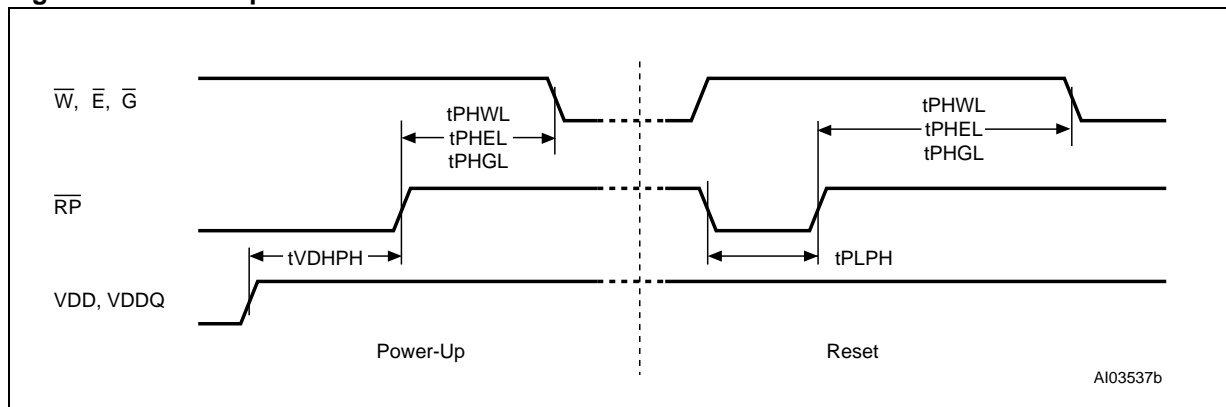 W, E, G
tPHWL
tPHEL
tPHGL
tPHWL
tPHEL
tPHGL
RP
tVDHPH
tPLPH
VDD, VDDQ
Power-Up
Reset
AI03537b